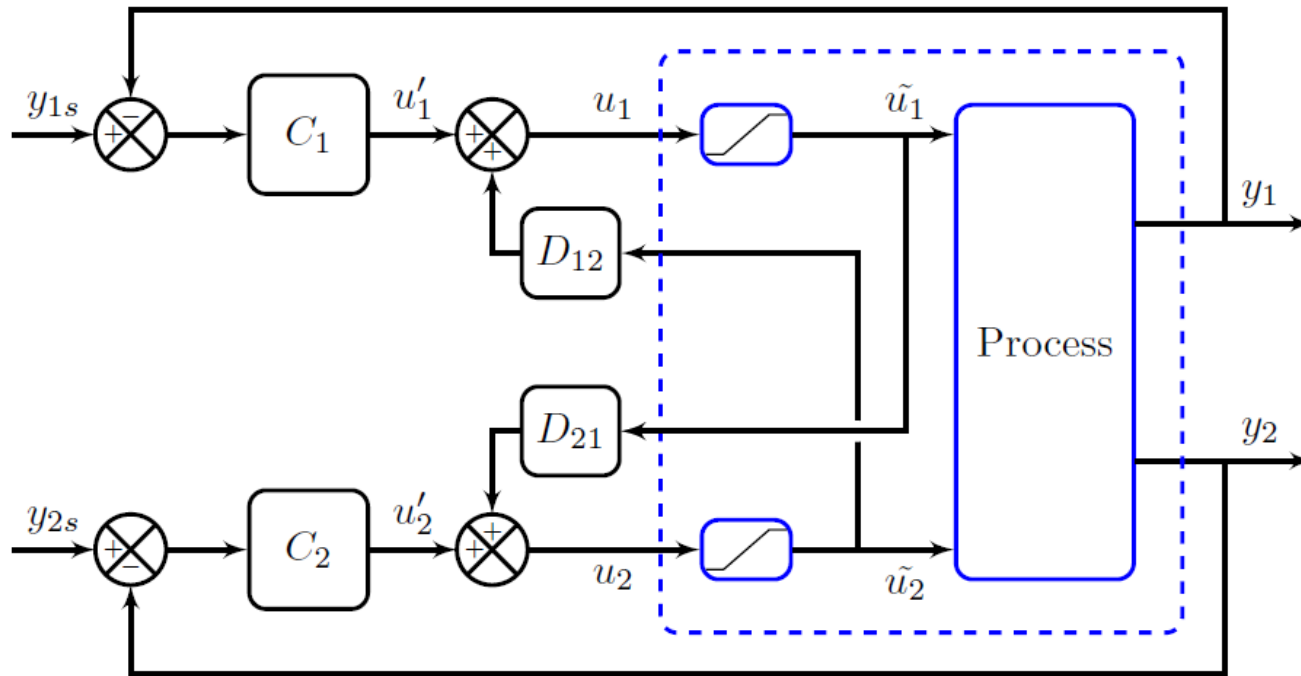 y₁ₛ
C₁
u′₁
u₁
ũ₁
y₁
D₁₂
Process
D₂₁
y₂
y₂ₛ
C₂
u′₂
u₂
ũ₂